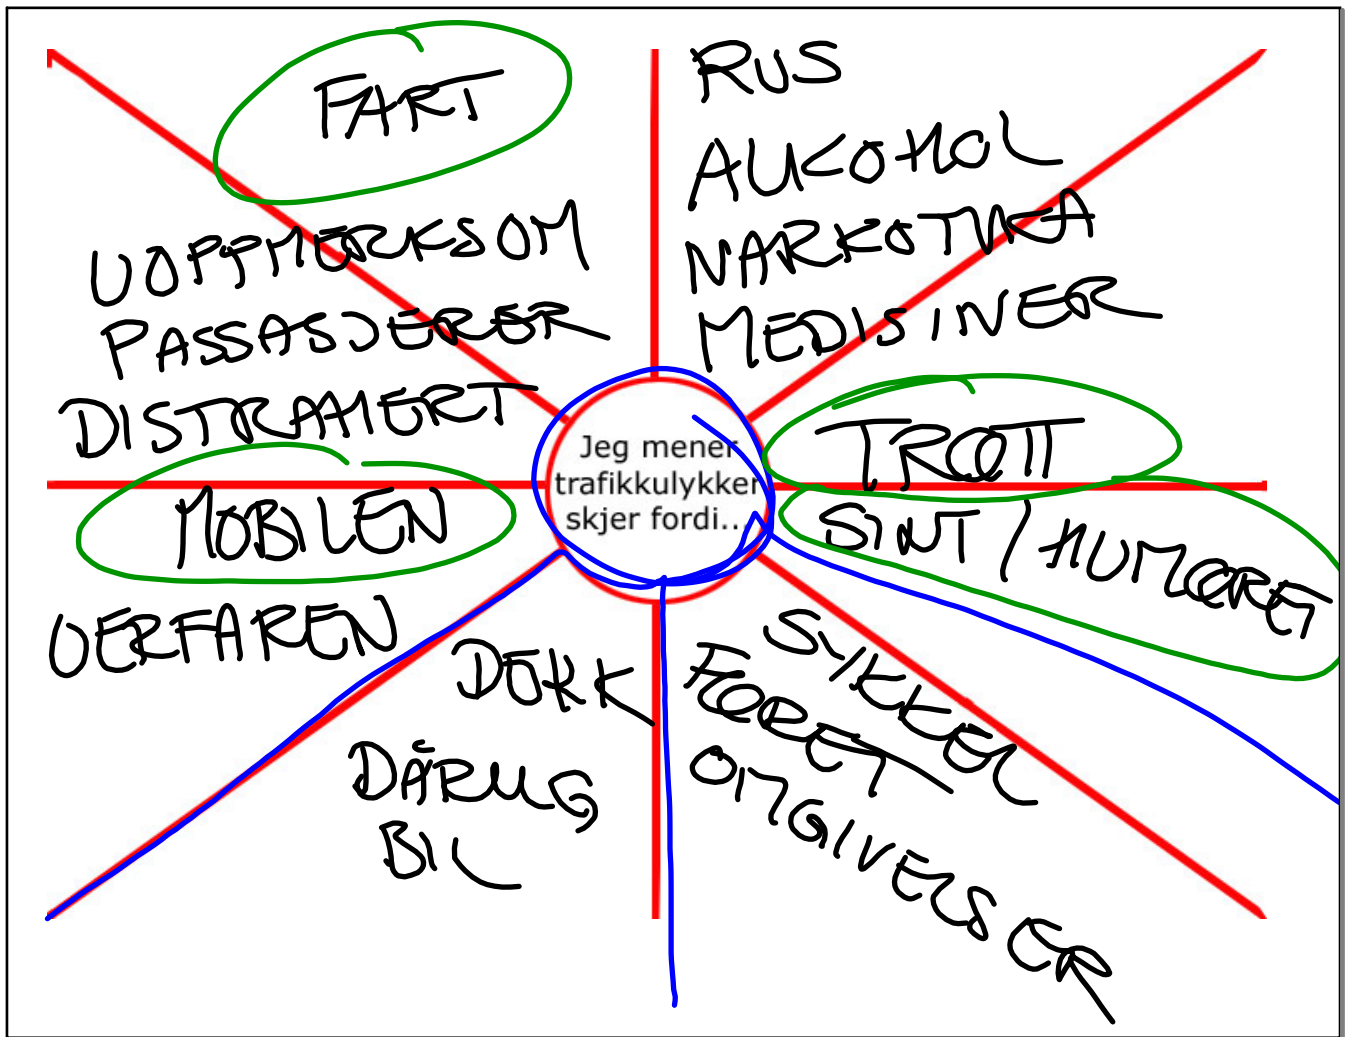 FART
UOPPMERKSOM
PASSASJERER
DISTRAHERT
MOBILEN
UERFAREN
RUS
ALKOHOL
NARKOTIKA
MEDISINER
TRØTT
SINT / HUMØRET
Jeg mener
trafikkulykker
skjer fordi...
DÅRLIG
BIL
SYKKEL
FØRET
OMGIVELSER